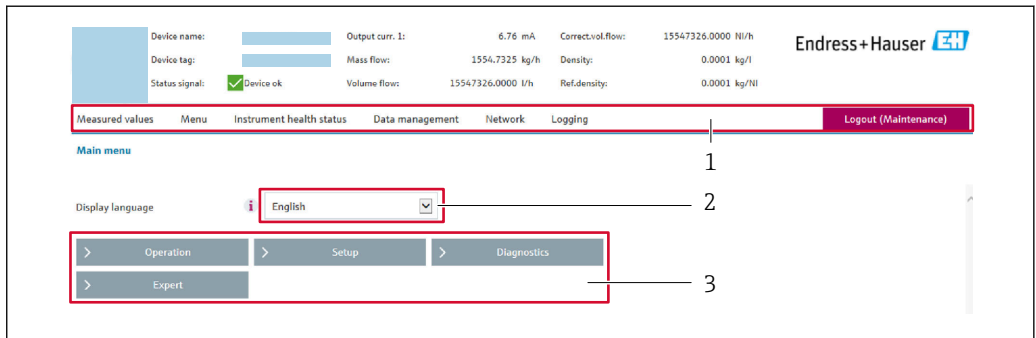 Device name: Output curr. 1: 6.76 mA Correct.vol.flow: 15547326.0000 Nl/h
Endress+Hauser EH
Device tag: Mass flow: 1554.7325 kg/h Density: 0.0001 kg/l
Status signal: Device ok Volume flow: 15547326.0000 l/h Ref.density: 0.0001 kg/Nl
Measured values Menu Instrument health status Data management Network Logging Logout (Maintenance)
1
Main menu
Display language i English 2
> Operation > Setup > Diagnostics
> Expert 3